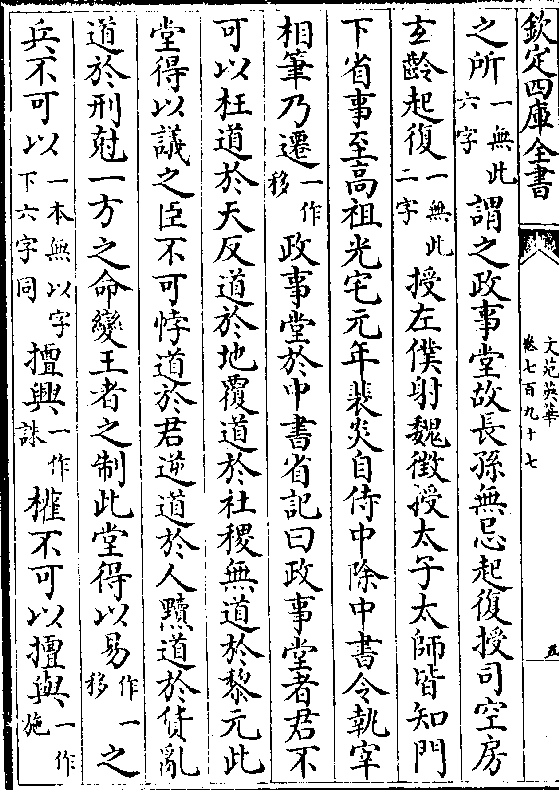 欽定四庫全書
文苑英華
卷七百九十七
五
之所一無此六字謂之政事堂故長孫無忌起復授司空房
玄齡起復一無此二字授左僕射魏徵授太子太師皆知門
下省事至高祖光宅元年裴炎自侍中除中書令執宰
相筆乃遷一作移政事堂於中書省記曰政事堂者君不
可以枉道於天反道於地覆道於社稷無道於黎元此
堂得以議之臣不可悖道於君逆道於人黷道於貨亂
道於刑尅一方之命變王者之制此堂得以易一作移之
兵不可以一本無以字下六字同擅興一作誅權不可以擅與一作施